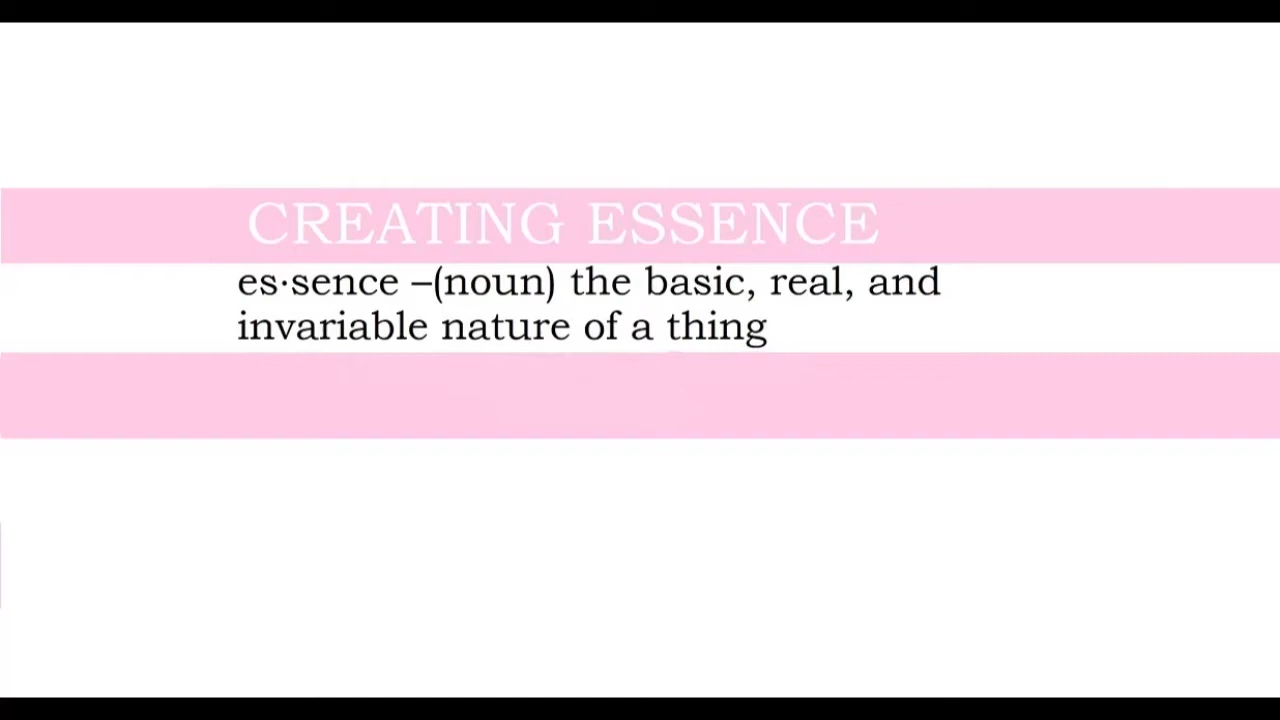 CREATING ESSENCE
es·sence –(noun) the basic, real, and
invariable nature of a thing